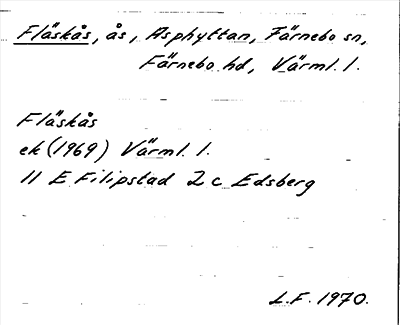 Fläskås, ås, Asphyttan, Färnebo sn,
Färnebo hd, Värml. l.
Fläskås
ek (1969) Värml. l.
11 E Filipstad 2 c Edsberg
L.F. 1970.